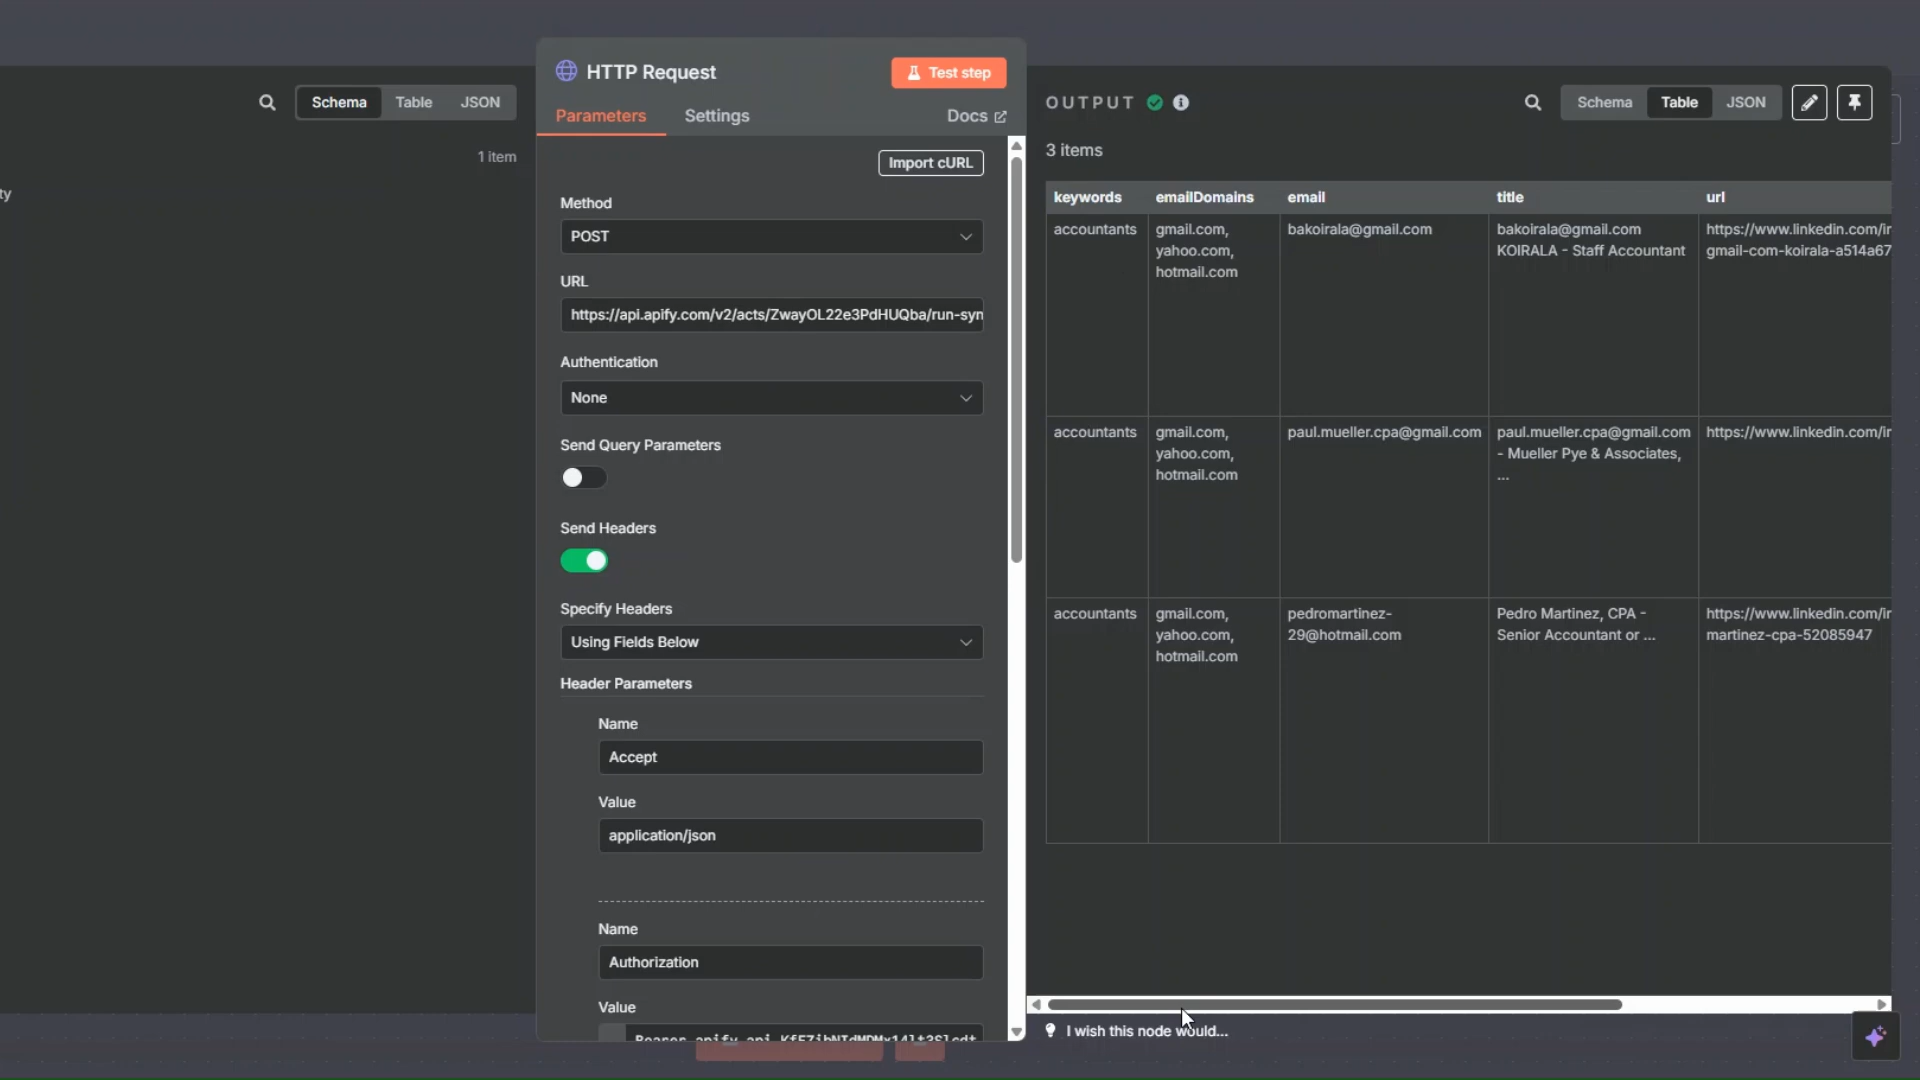 Schema
Table
JSON
1 item
ty
HTTP Request
Test step
Parameters
Settings
Docs
Import cURL
Method
POST
URL
https://api.apify.com/v2/acts/ZwayOL22e3PdHUQba/run-syn
Authentication
None
Send Query Parameters
Send Headers
Specify Headers
Using Fields Below
Header Parameters
Name
Accept
Value
application/json
Name
Authorization
Value
Bearer
OUTPUT
Schema
Table
JSON
3 items
keywords
emailDomains
email
title
url
accountants
gmail.com,
yahoo.com,
hotmail.com
bakoirala@gmail.com
bakoirala@gmail.com
KOIRALA - Staff Accountant
https://www.linkedin.com/ir
gmail-com-koirala-a514a67
accountants
gmail.com,
yahoo.com,
hotmail.com
paul.mueller.cpa@gmail.com
paul.mueller.cpa@gmail.com
- Mueller Pye & Associates,
...
https://www.linkedin.com/ir
accountants
gmail.com,
yahoo.com,
hotmail.com
pedromartinez-
29@hotmail.com
Pedro Martinez, CPA -
Senior Accountant or ...
https://www.linkedin.com/ir
martinez-cpa-52085947
I wish this node would...